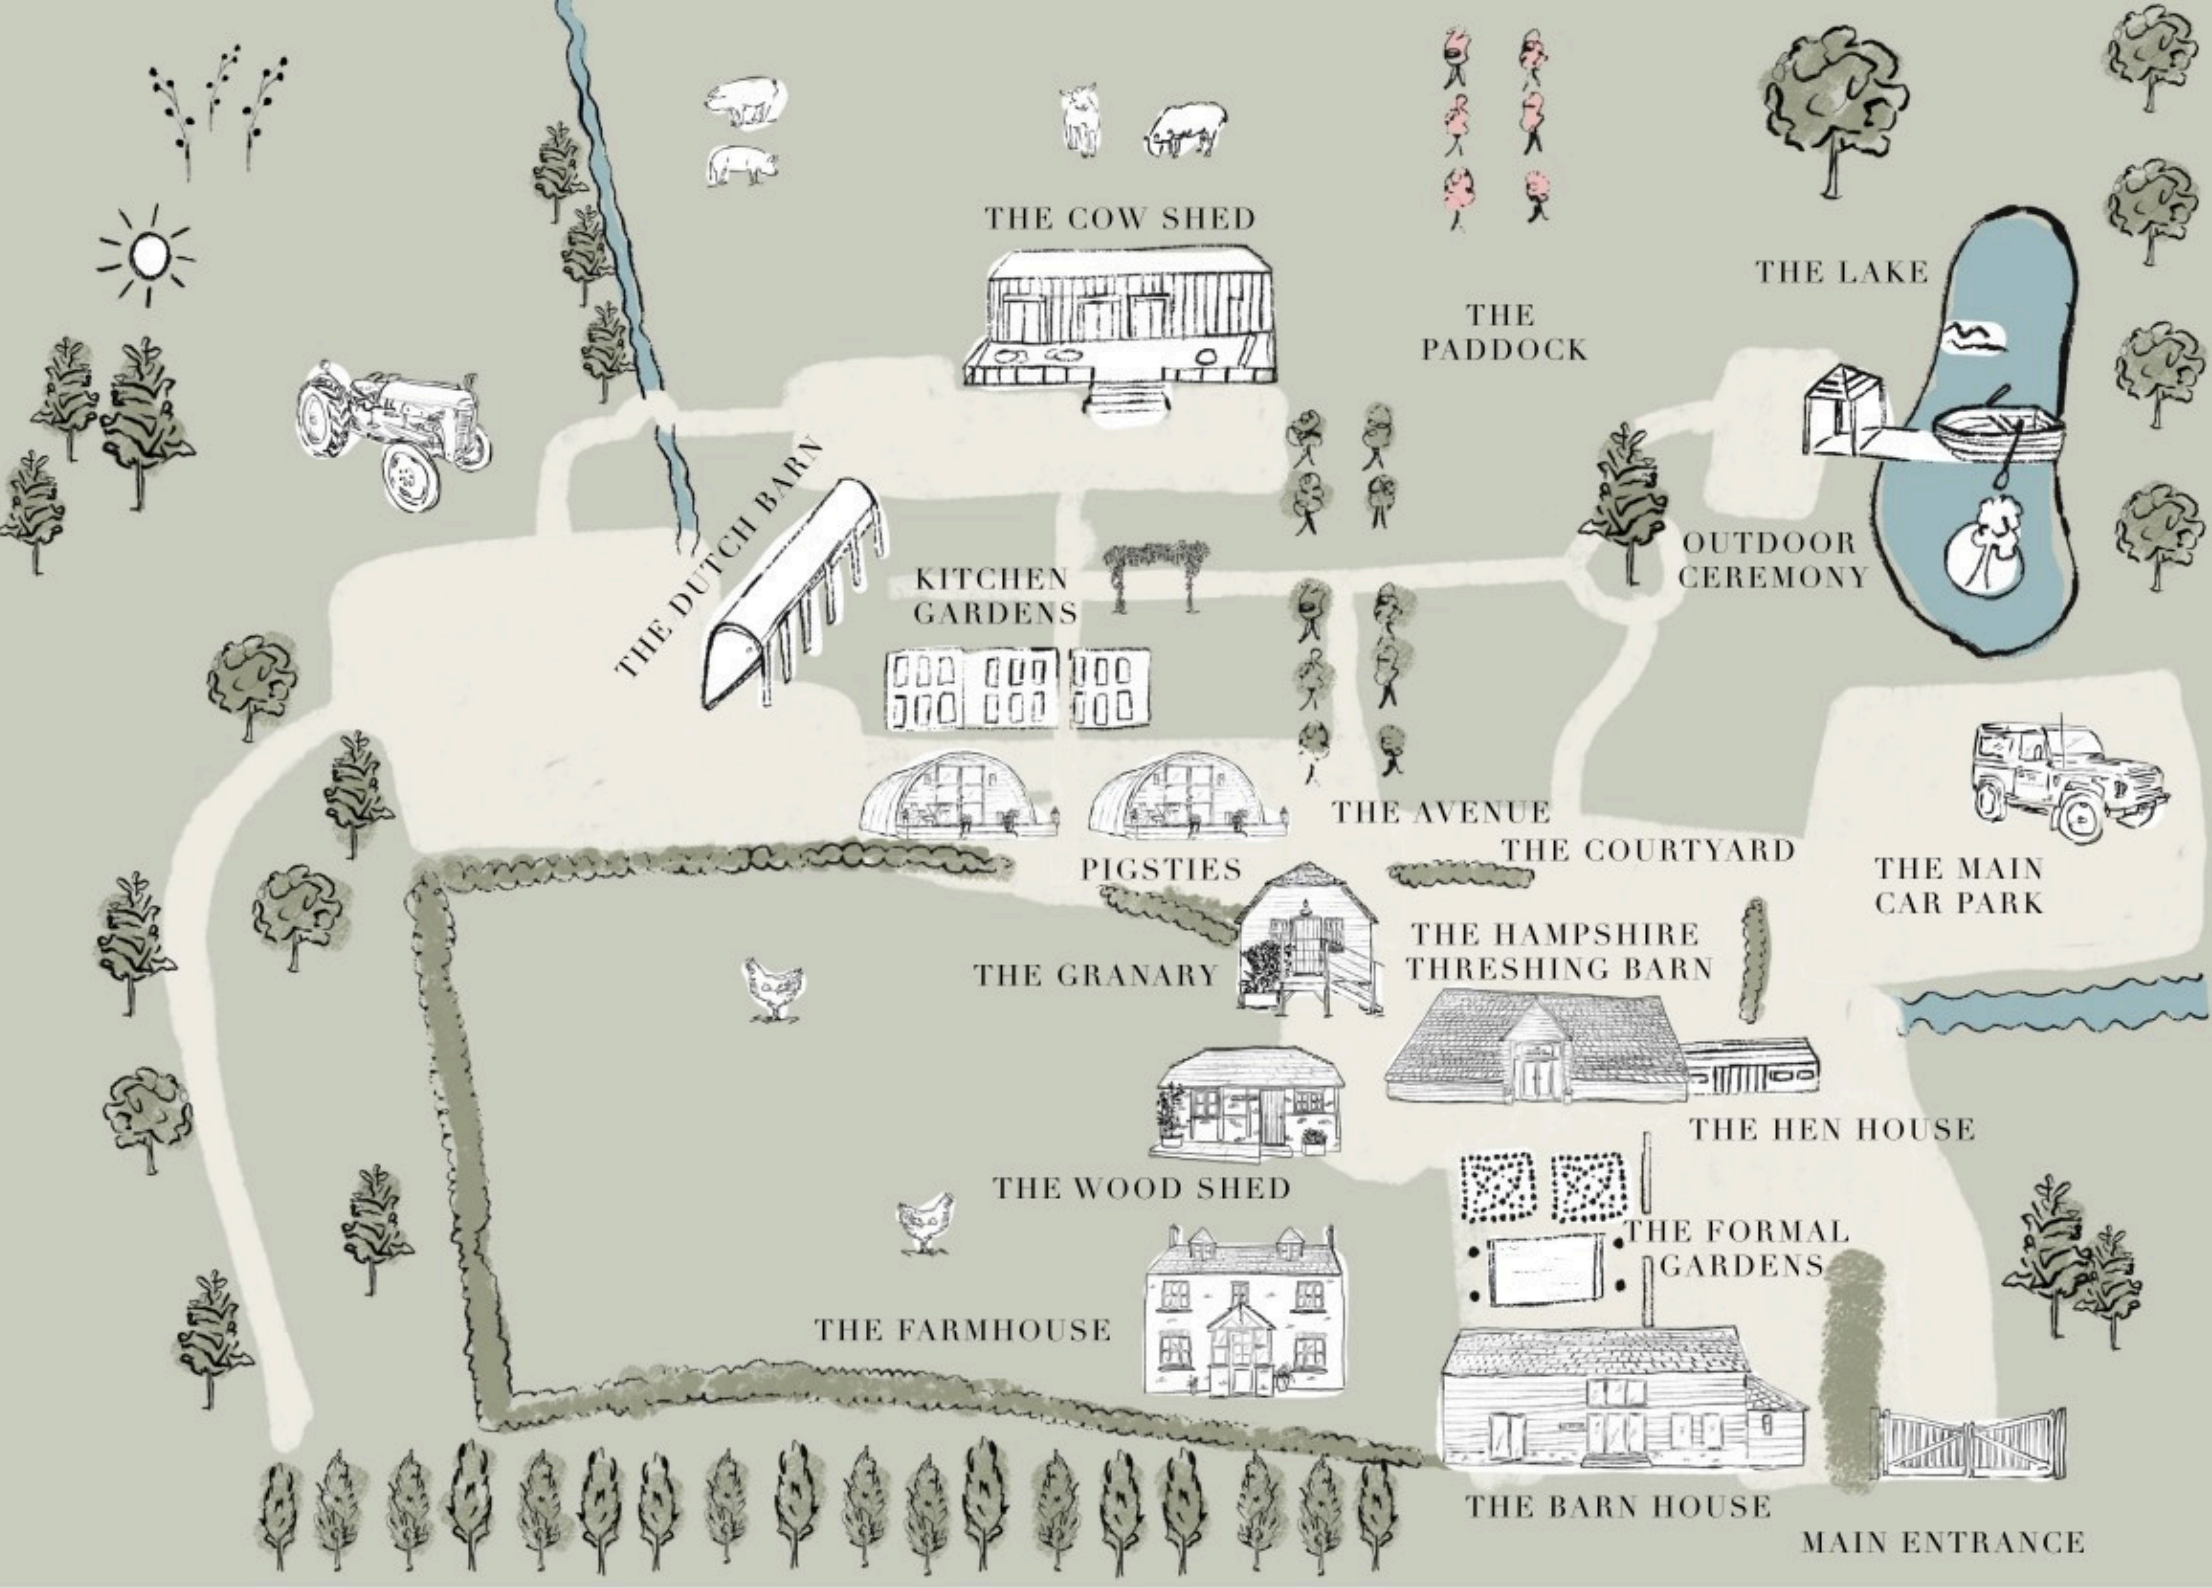 THE COW SHED
THE LAKE
THE
PADDOCK
THE DUTCH BARN
KITCHEN
GARDENS
OUTDOOR
CEREMONY
THE AVENUE
THE COURTYARD
PIGSTIES
THE MAIN
CAR PARK
THE HAMPSHIRE
THRESHING BARN
THE GRANARY
THE HEN HOUSE
THE WOOD SHED
THE FORMAL
GARDENS
THE FARMHOUSE
THE BARN HOUSE
MAIN ENTRANCE